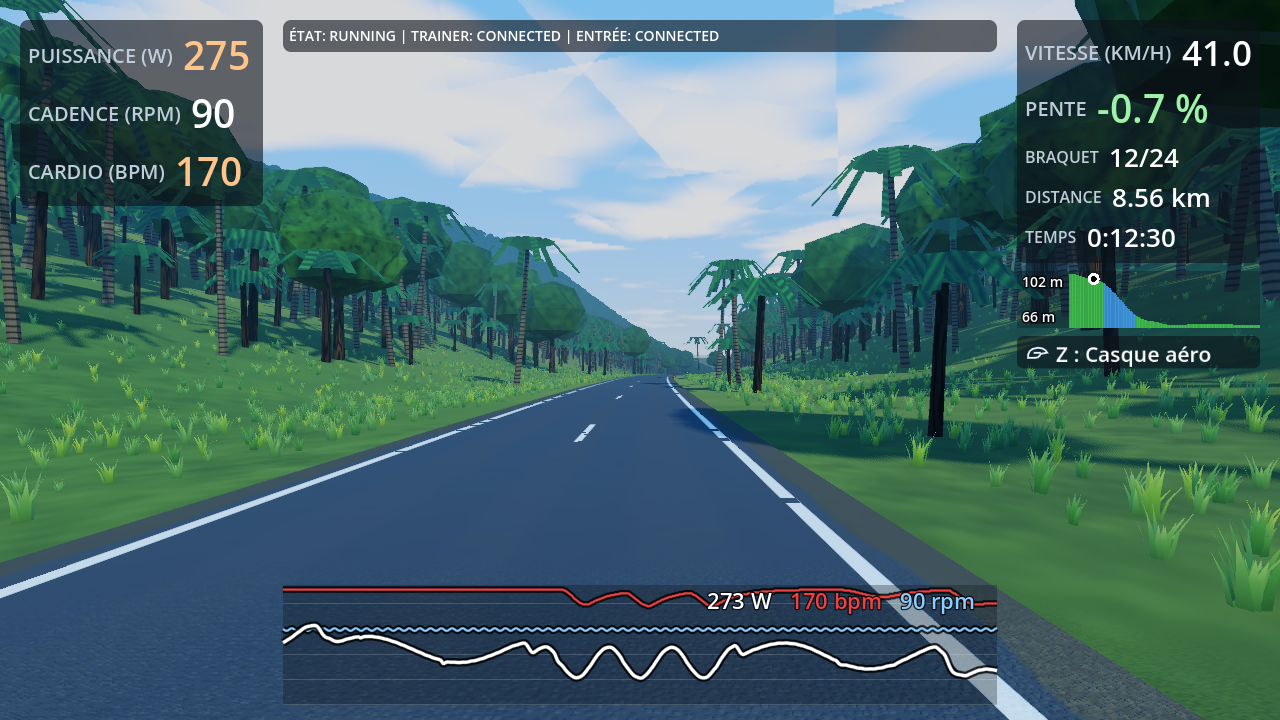 PUISSANCE (W) 275
CADENCE (RPM) 90
CARDIO (BPM) 170
ÉTAT: RUNNING | TRAINER: CONNECTED | ENTRÉE: CONNECTED
VITESSE (KM/H) 41.0
PENTE -0.7 %
BRAQUET 12/24
DISTANCE 8.56 km
TEMPS 0:12:30
102 m
66 m
Z : Casque aéro
273 W 170 bpm 90 rpm